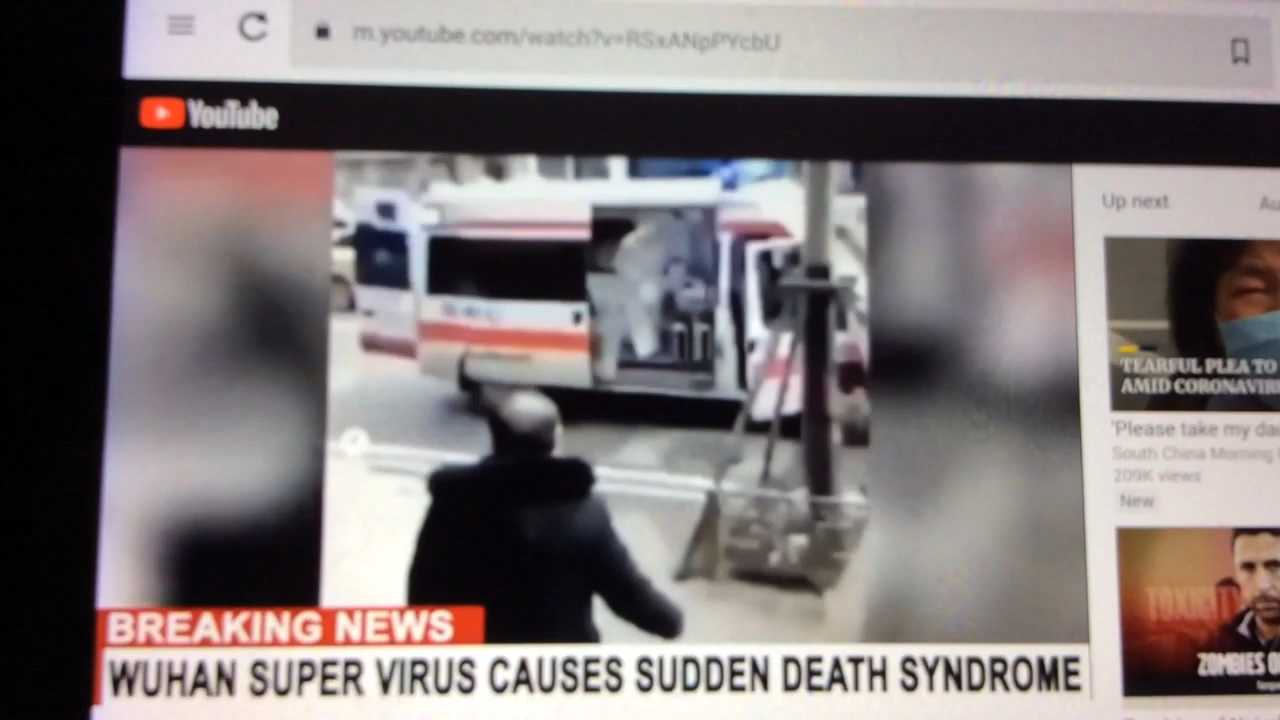 m.youtube.com/watch?v=RSxANpPYcbU
YouTube
Up next
TEARFUL PLEA TO
AMID CORONAVIR
'Please take my da
South China Morning
209K views
New
TOXIC
ZOMBIES O
BREAKING NEWS
WUHAN SUPER VIRUS CAUSES SUDDEN DEATH SYNDROME